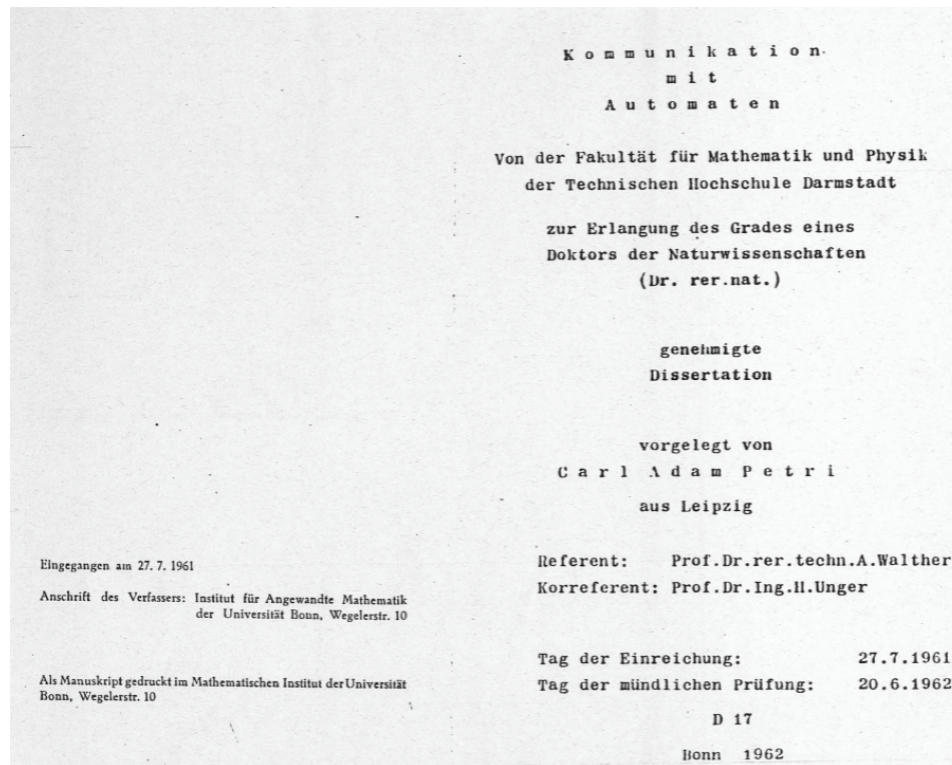 Eingegangen am 27. 7. 1961
Anschrift des Verfassers: Institut für Angewandte Mathematik
der Universität Bonn, Wegelerstr. 10
Als Manuskript gedruckt im Mathematischen Institut der Universität
Bonn, Wegelerstr. 10
Kommunikation
mit
Automaten
Von der Fakultät für Mathematik und Physik
der Technischen Hochschule Darmstadt
zur Erlangung des Grades eines
Doktors der Naturwissenschaften
(Dr. rer.nat.)
genehmigte
Dissertation
vorgelegt von
Carl Adam Petri
aus Leipzig
Referent: Prof.Dr.rer.techn.A.Walther
Korreferent: Prof.Dr.Ing.H.Unger
Tag der Einreichung: 27.7.1961
Tag der mündlichen Prüfung: 20.6.1962
D 17
Bonn 1962